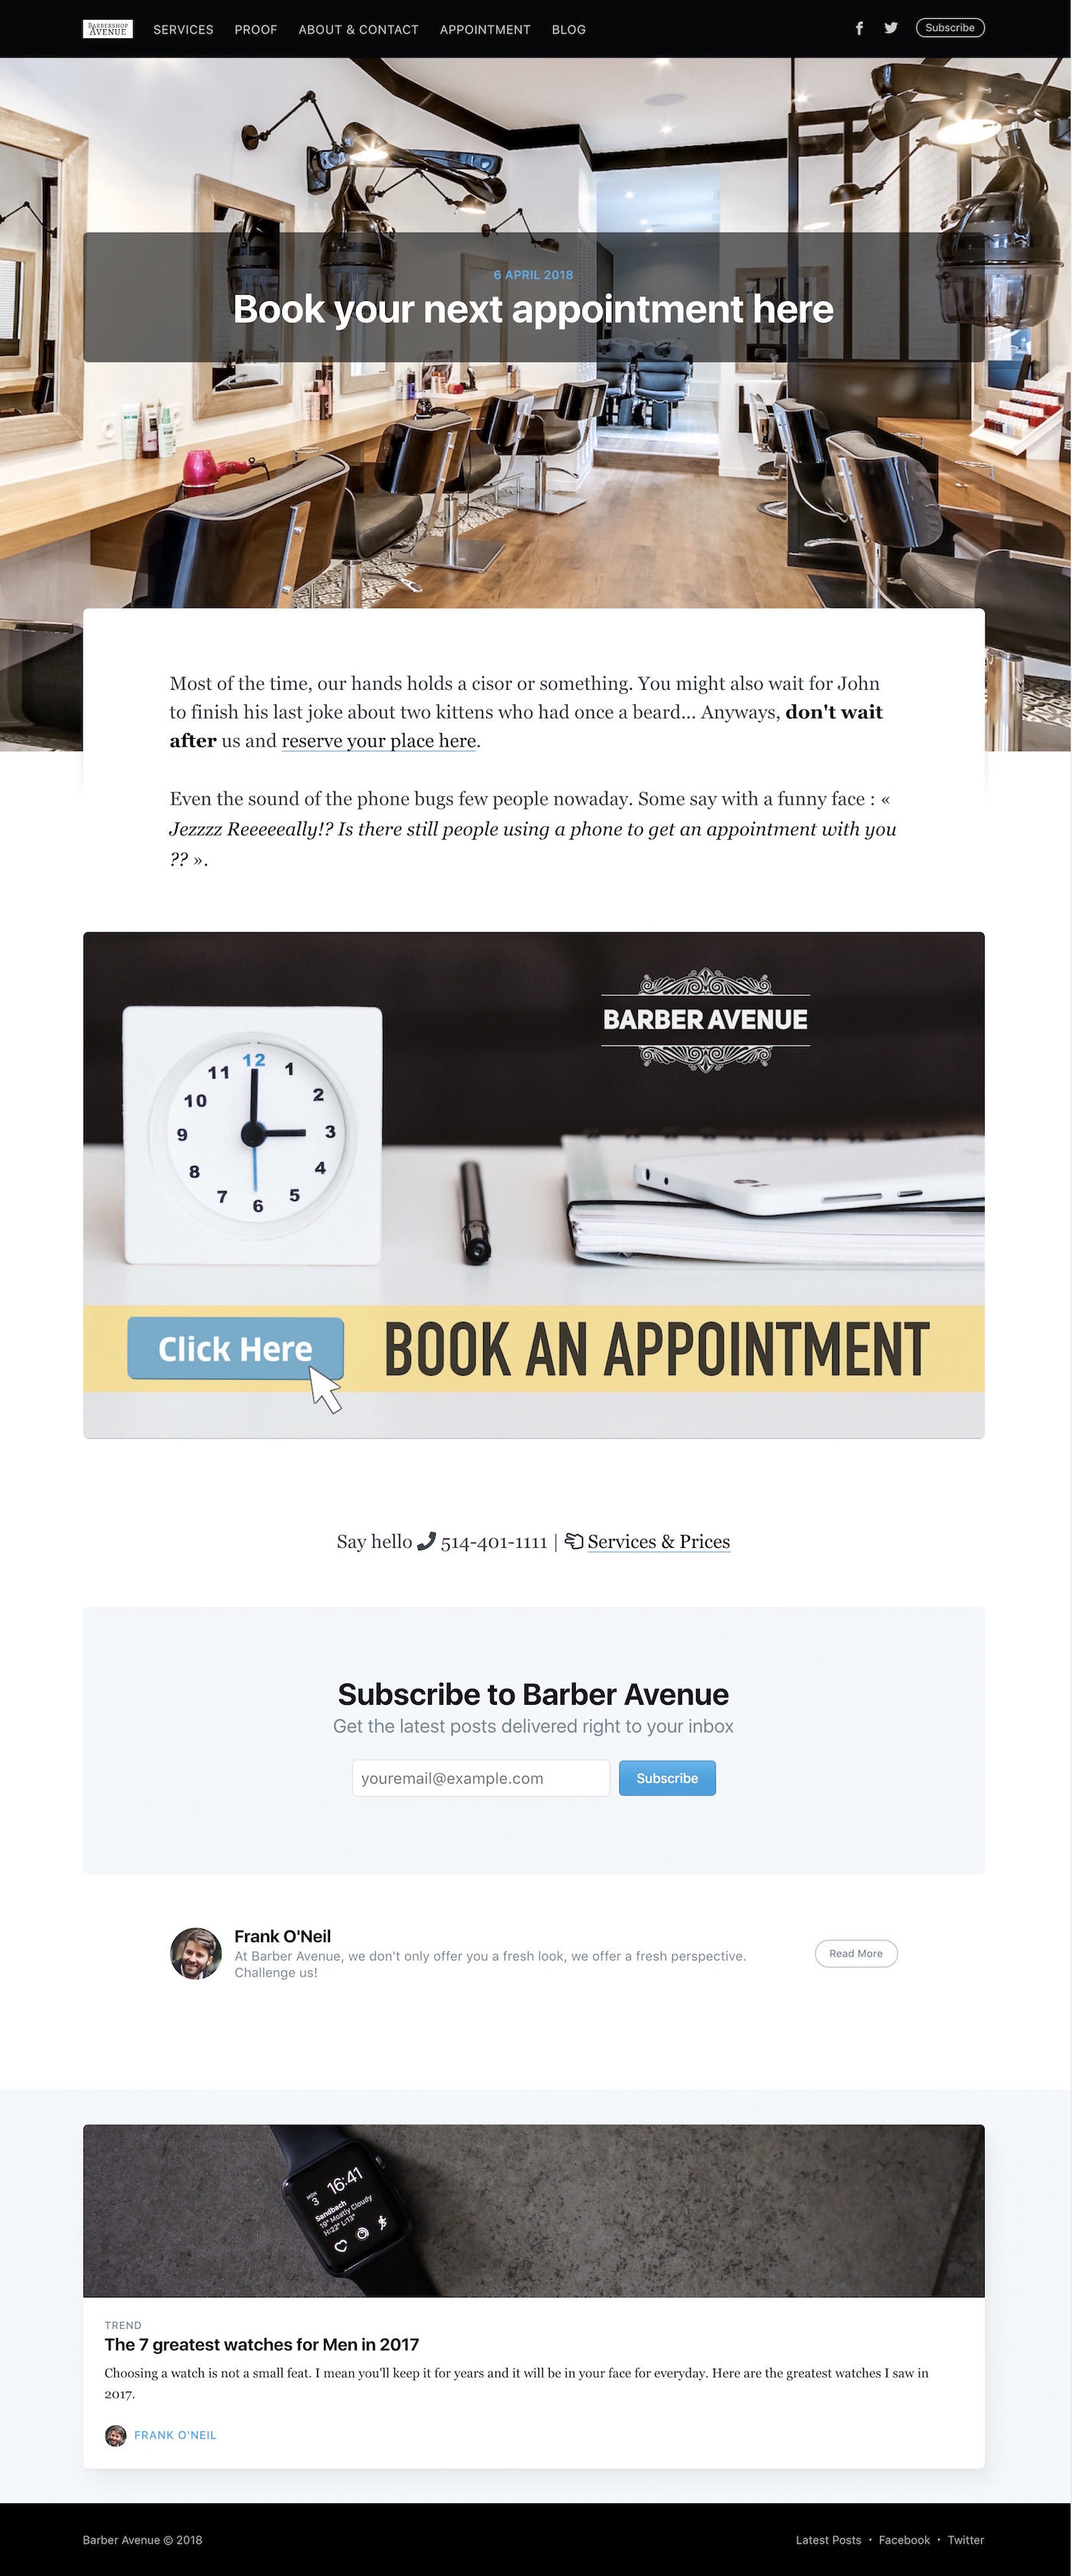 BARBERSHOP
AVENUE
SERVICES PROOF ABOUT & CONTACT APPOINTMENT BLOG Subscribe
6 APRIL 2018
Book your next appointment here
Most of the time, our hands holds a cisor or something. You might also wait for John
to finish his last joke about two kittens who had once a beard... Anyways, don't wait
after us and reserve your place here.
Even the sound of the phone bugs few people nowaday. Some say with a funny face : «
Jezzzz Reeeeeally!? Is there still people using a phone to get an appointment with you
?? ».
BARBER AVENUE
12
11 1
10 2
9 3
8 4
7 5
6
Click Here BOOK AN APPOINTMENT
Say hello 514-401-1111 | Services & Prices
Subscribe to Barber Avenue
Get the latest posts delivered right to your inbox
youremail@example.com Subscribe
Frank O'Neil
At Barber Avenue, we don't only offer you a fresh look, we offer a fresh perspective.
Challenge us!
Read More
MON
3 16:41
Sandbach
19° Mostly Cloudy
H:22° L:13°
TREND
The 7 greatest watches for Men in 2017
Choosing a watch is not a small feat. I mean you'll keep it for years and it will be in your face for everyday. Here are the greatest watches I saw in
2017.
FRANK O'NEIL
Barber Avenue © 2018 Latest Posts • Facebook • Twitter